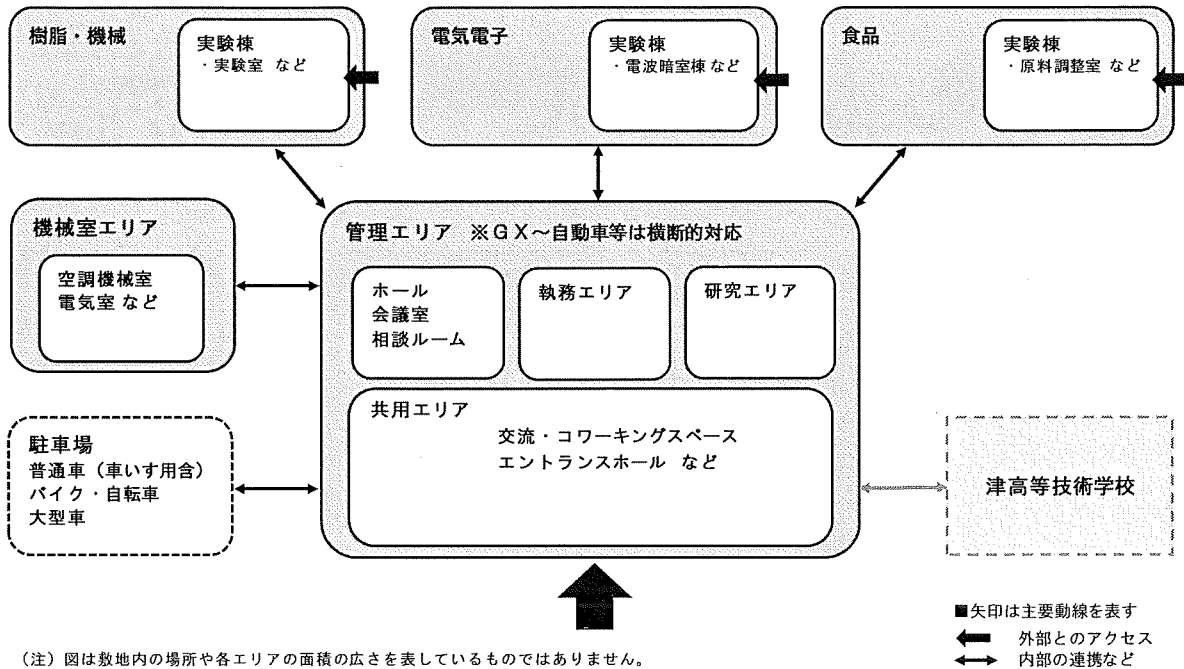 樹脂・機械
実験棟
・実験室 など
電気電子
実験棟
・電波暗室棟 など
食品
実験棟
・原料調整室 など
機械室エリア
空調機械室
電気室 など
管理エリア ※GX～自動車等は横断的対応
ホール
会議室
相談ルーム
執務エリア
研究エリア
共用エリア
交流・コワーキングスペース
エントランスホール など
駐車場
普通車（車いす用含）
バイク・自転車
大型車
津高等技術学校
■矢印は主要動線を表す
外部とのアクセス
内部の連携など
（注）図は敷地内の場所や各エリアの面積の広さを表しているものではありません。